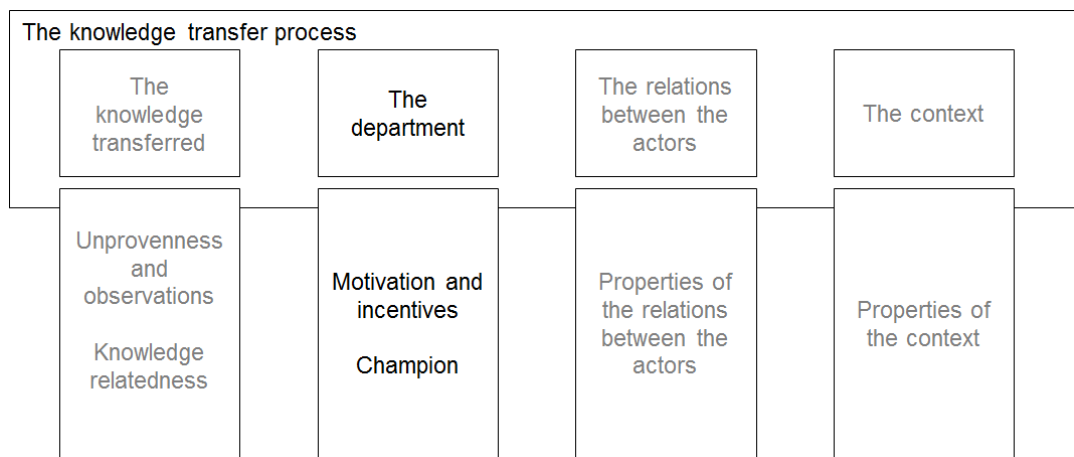 The knowledge transfer process
The
knowledge
transferred
The
department
The relations
between the
actors
The context
Unprovenness
and
observations
Knowledge
relatedness
Motivation and
incentives
Champion
Properties of
the relations
between the
actors
Properties of
the context